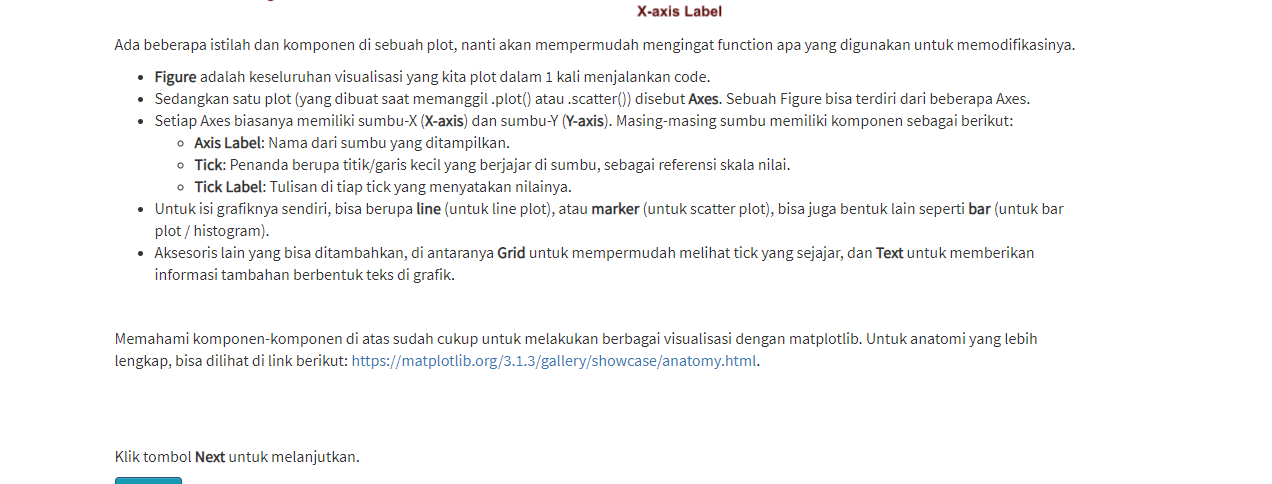 X-axis Label
Ada beberapa istilah dan komponen di sebuah plot, nanti akan mempermudah mengingat function apa yang digunakan untuk memodifikasinya.
• Figure adalah keseluruhan visualisasi yang kita plot dalam 1 kali menjalankan code.
• Sedangkan satu plot (yang dibuat saat memanggil .plot() atau .scatter()) disebut Axes. Sebuah Figure bisa terdiri dari beberapa Axes.
• Setiap Axes biasanya memiliki sumbu-X (X-axis) dan sumbu-Y (Y-axis). Masing-masing sumbu memiliki komponen sebagai berikut:
◦ Axis Label: Nama dari sumbu yang ditampilkan.
◦ Tick: Penanda berupa titik/garis kecil yang berjajar di sumbu, sebagai referensi skala nilai.
◦ Tick Label: Tulisan di tiap tick yang menyatakan nilainya.
• Untuk isi grafiknya sendiri, bisa berupa line (untuk line plot), atau marker (untuk scatter plot), bisa juga bentuk lain seperti bar (untuk bar
plot / histogram).
• Aksesoris lain yang bisa ditambahkan, di antaranya Grid untuk mempermudah melihat tick yang sejajar, dan Text untuk memberikan
informasi tambahan berbentuk teks di grafik.
Memahami komponen-komponen di atas sudah cukup untuk melakukan berbagai visualisasi dengan matplotlib. Untuk anatomi yang lebih
lengkap, bisa dilihat di link berikut: https://matplotlib.org/3.1.3/gallery/showcase/anatomy.html.
Klik tombol Next untuk melanjutkan.